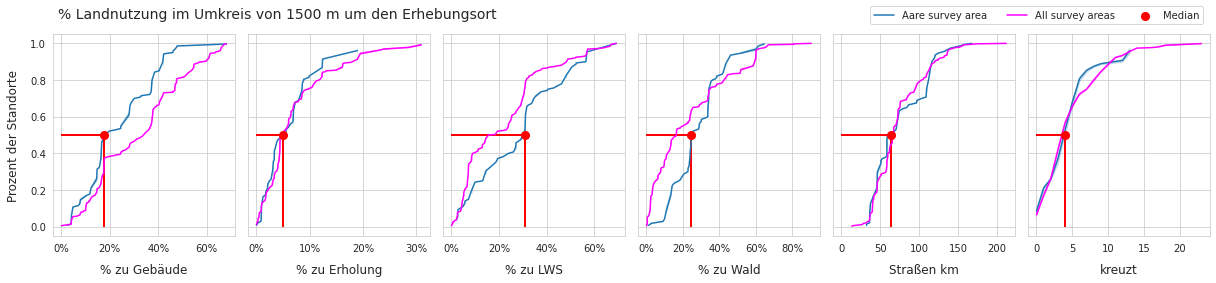 % Landnutzung im Umkreis von 1500 m um den Erhebungsort
Aare survey area All survey areas Median
Prozent der Standorte
1.0
0.8
0.6
0.4
0.2
0.0
0% 20% 40% 60%
% zu Gebäude
0% 10% 20% 30%
% zu Erholung
0% 20% 40% 60%
% zu LWS
0% 20% 40% 60% 80%
% zu Wald
0 50 100 150 200
Straßen km
0 5 10 15 20
kreuzt